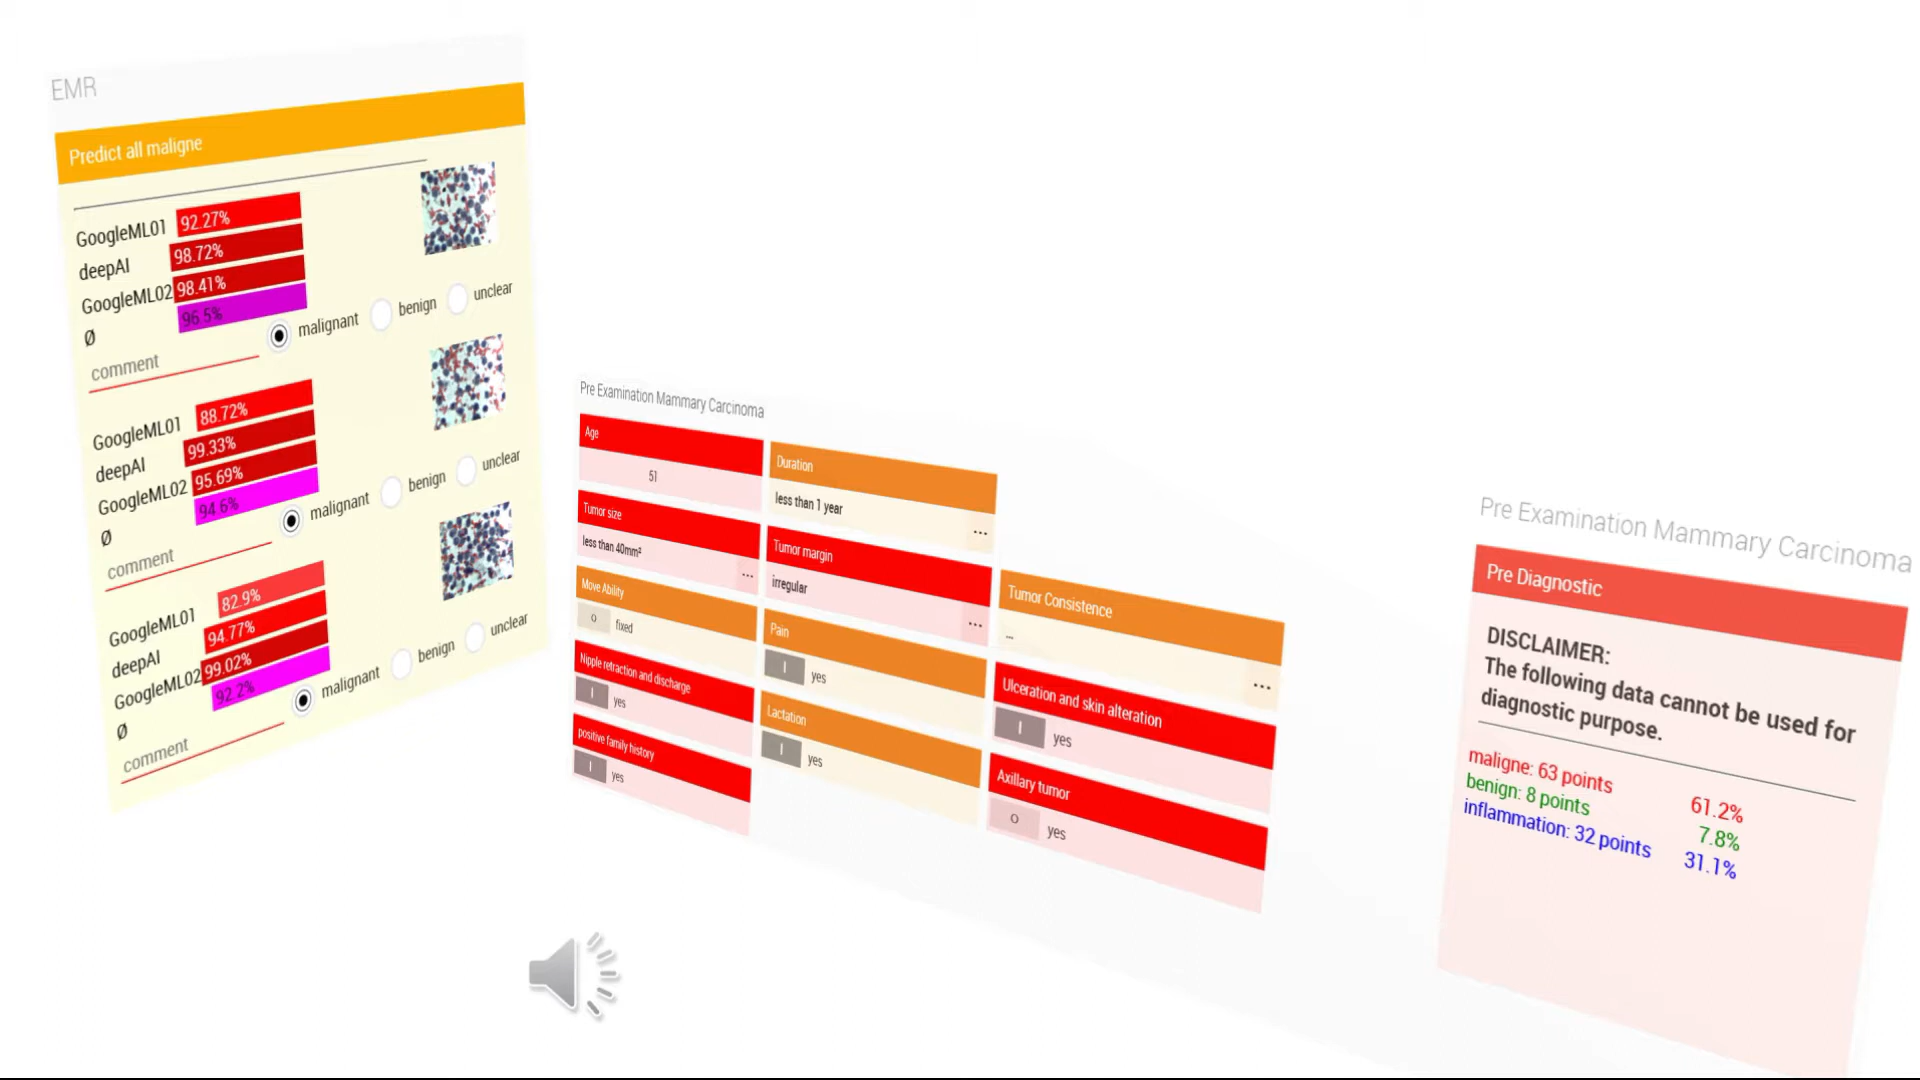 EMR
Predict all maligne
GoogleML01 92.27%
deepAI 98.72%
GoogleML02 98.41%
Ø 96.5%
malignant benign unclear
comment
GoogleML01 88.72%
deepAI 99.33%
GoogleML02 95.69%
Ø 94.6%
malignant benign unclear
comment
GoogleML01 82.9%
deepAI 94.77%
GoogleML02 99.02%
Ø 92.2%
malignant benign unclear
comment
Pre Examination Mammary Carcinoma
Age
51
Tumor size
less than 40mm²
...
Move Ability
O fixed
Nipple retraction and discharge
I yes
positive family history
I yes
Duration
less than 1 year
...
Tumor margin
irregular
...
Pain
I yes
Lactation
I yes
Tumor Consistence
...
...
Ulceration and skin alteration
I yes
Axillary tumor
O yes
Pre Examination Mammary Carcinoma
Pre Diagnostic
DISCLAIMER:
The following data cannot be used for
diagnostic purpose.
maligne: 63 points 61.2%
benign: 8 points 7.8%
inflammation: 32 points 31.1%